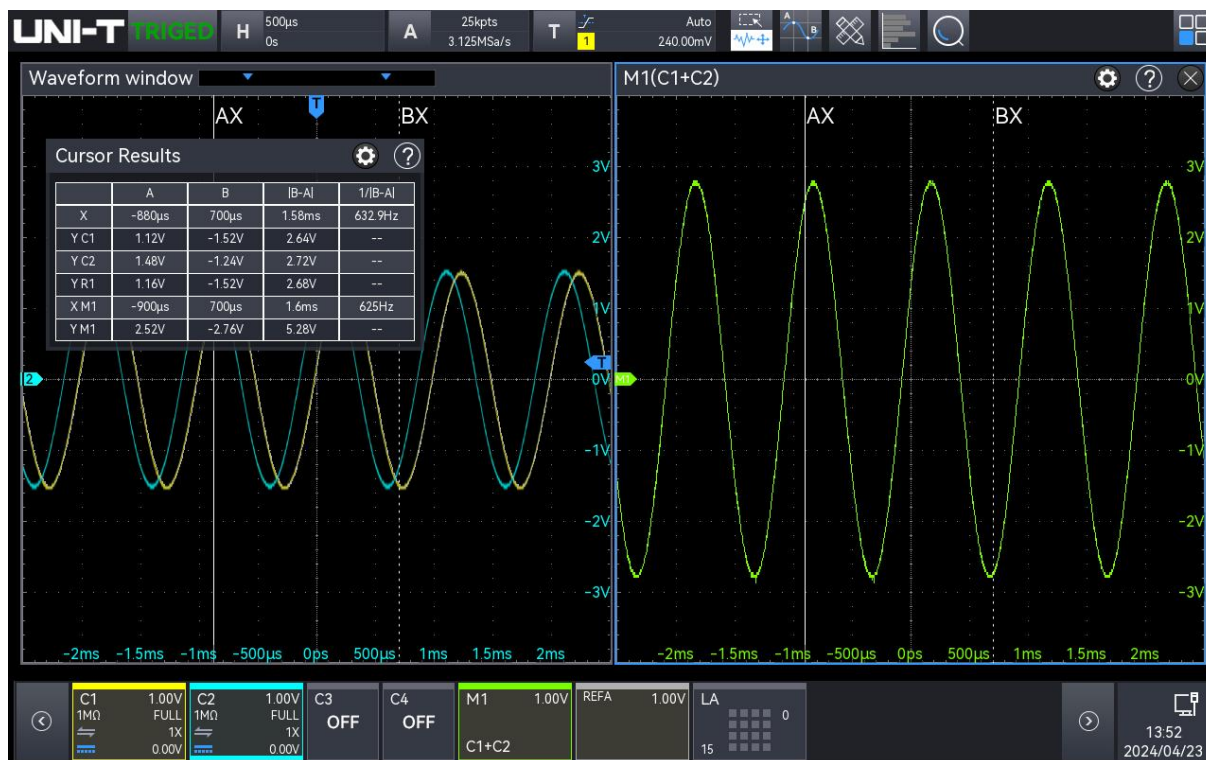 UNI-T TRIGED H 500μs 0s A 25kpts 3.125MSa/s T 1 Auto 240.00mV A B
Waveform window
T
AX BX
Cursor Results ?
A B |B-A| 1/|B-A|
X -880μs 700μs 1.58ms 632.9Hz
Y C1 1.12V -1.52V 2.64V --
Y C2 1.48V -1.24V 2.72V --
Y R1 1.16V -1.52V 2.68V --
X M1 -900μs 700μs 1.6ms 625Hz
Y M1 2.52V -2.76V 5.28V --
3V
2V
1V
T
2 0V
-1V
-2V
-3V
-2ms -1.5ms -1ms -500μs 0ps 500μs 1ms 1.5ms 2ms
M1(C1+C2) ?
AX BX
3V
2V
1V
M1 0V
-1V
-2V
-3V
-2ms -1.5ms -1ms -500μs 0ps 500μs 1ms 1.5ms 2ms
C1 1.00V
1MΩ FULL
1X
0.00V
C2 1.00V
1MΩ FULL
1X
0.00V
C3
OFF
C4
OFF
M1 1.00V
C1+C2
REFA 1.00V
LA
0
15
13:52
2024/04/23